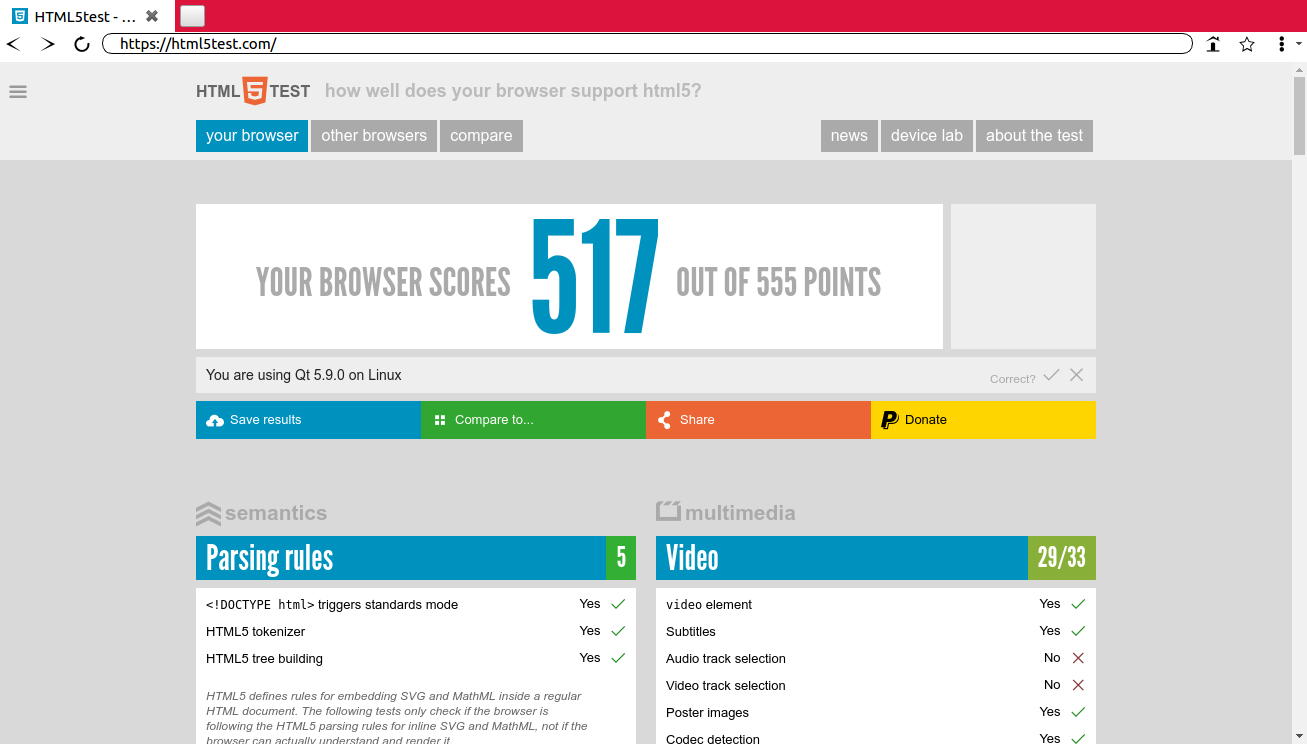 HTML5test - ...
https://html5test.com/
HTML 5 TEST how well does your browser support html5?
your browser other browsers compare news device lab about the test
YOUR BROWSER SCORES 517 OUT OF 555 POINTS
You are using Qt 5.9.0 on Linux Correct?
Save results Compare to... Share Donate
semantics
Parsing rules 5
<!DOCTYPE html> triggers standards mode Yes
HTML5 tokenizer Yes
HTML5 tree building Yes
HTML5 defines rules for embedding SVG and MathML inside a regular
HTML document. The following tests only check if the browser is
following the HTML5 parsing rules for inline SVG and MathML, not if the
browser can actually understand and render it.
multimedia
Video 29/33
video element Yes
Subtitles Yes
Audio track selection No
Video track selection No
Poster images Yes
Codec detection Yes